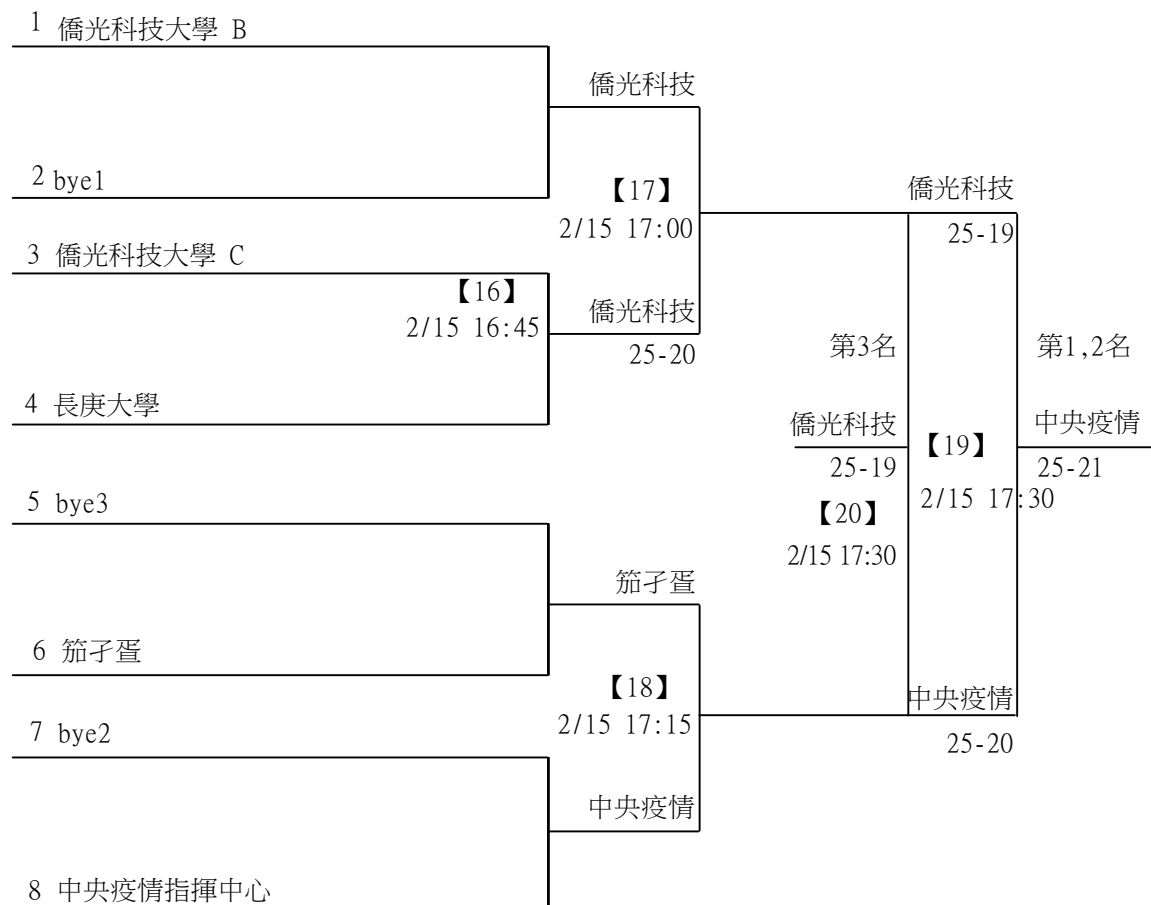 1 僑光科技大學 B
僑光科技
2 bye1
【17】
2/15 17:00
僑光科技
25-19
3 僑光科技大學 C
【16】
2/15 16:45
僑光科技
25-20
第3名
第1,2名
4 長庚大學
僑光科技
25-19
【19】
2/15 17:30
中央疫情
25-21
5 bye3
【20】
2/15 17:30
笳孑疍
6 笳孑疍
【18】
2/15 17:15
中央疫情
25-20
7 bye2
中央疫情
8 中央疫情指揮中心